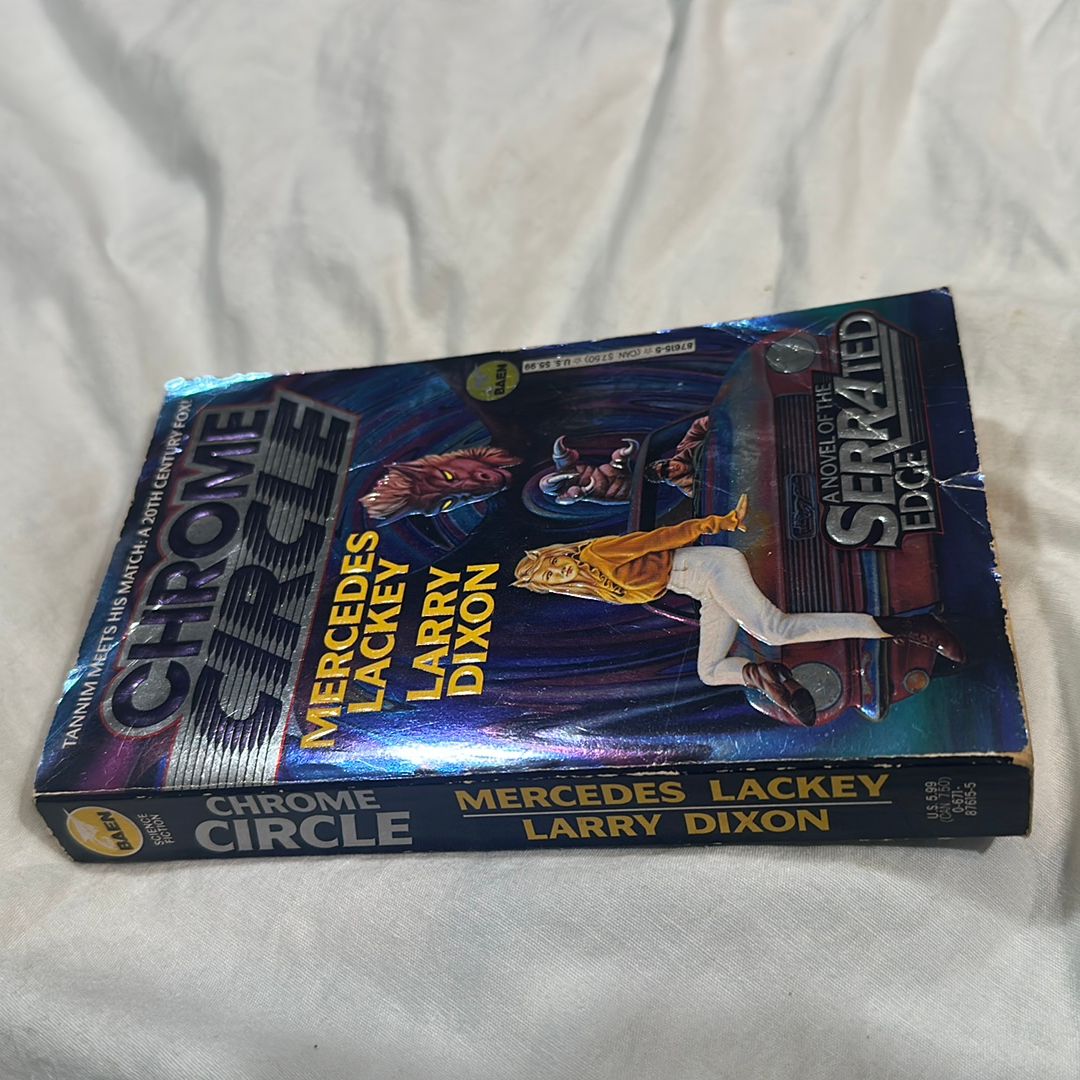 TANNIM MEETS HIS MATCH: A 20TH CENTURY FOX!
CHROME
CIRCLE
MERCEDES
LACKEY
LARRY
DIXON
BAEN
87615-5 ☆ (CAN. $7.50) ☆ U.S. $5.99
A NOVEL OF THE
SERRATED
EDGE
BAEN
SCIENCE
FICTION
CHROME
CIRCLE
MERCEDES LACKEY
LARRY DIXON
U.S. 5.99
(CAN. 7.50)
0-671-
87615-5